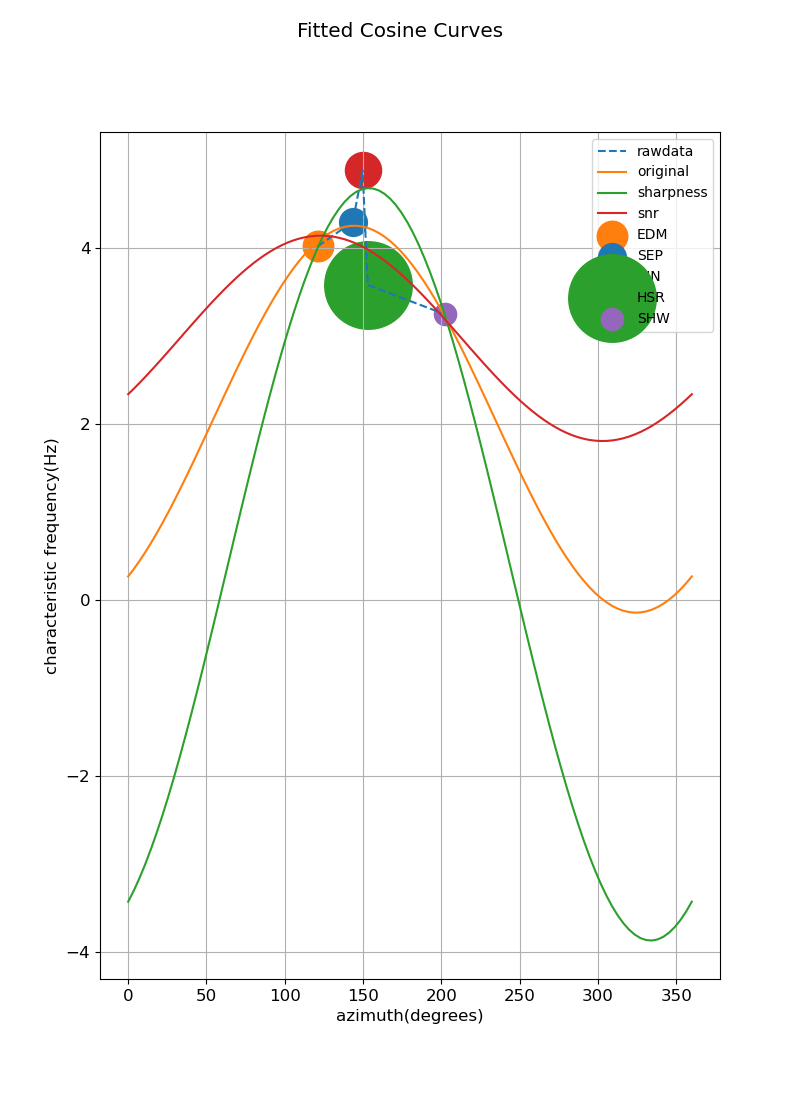 Fitted Cosine Curves
rawdata
original
sharpness
snr
EDM
SEP
HSR
SHW
4
2
0
−2
−4
characteristic frequency(Hz)
0 50 100 150 200 250 300 350
azimuth(degrees)